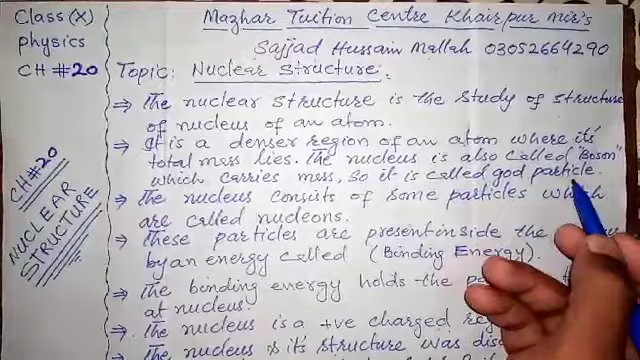 Class (X)
physics
CH #20
Mazhar Tuition Centre Khairpur Mir's
Sajjad Hussain Mallah 03052664290
Topic: Nuclear Structure.
⇒ The nuclear structure is the study of structure
of nucleus of an atom.
⇒ It is a denser region of an atom where its'
total mass lies. The nucleus is also called "Boson"
which carries mass, so it is called god particle.
⇒ The nucleus consists of some particles which
are called nucleons.
⇒ These particles are present inside the
by an energy called (Binding Energy).
⇒ The binding energy holds the
at nucleus.
⇒ The nucleus is a +ve charged
⇒ The nucleus & its structure was
CH #20
NUCLEAR
STRUCTURE